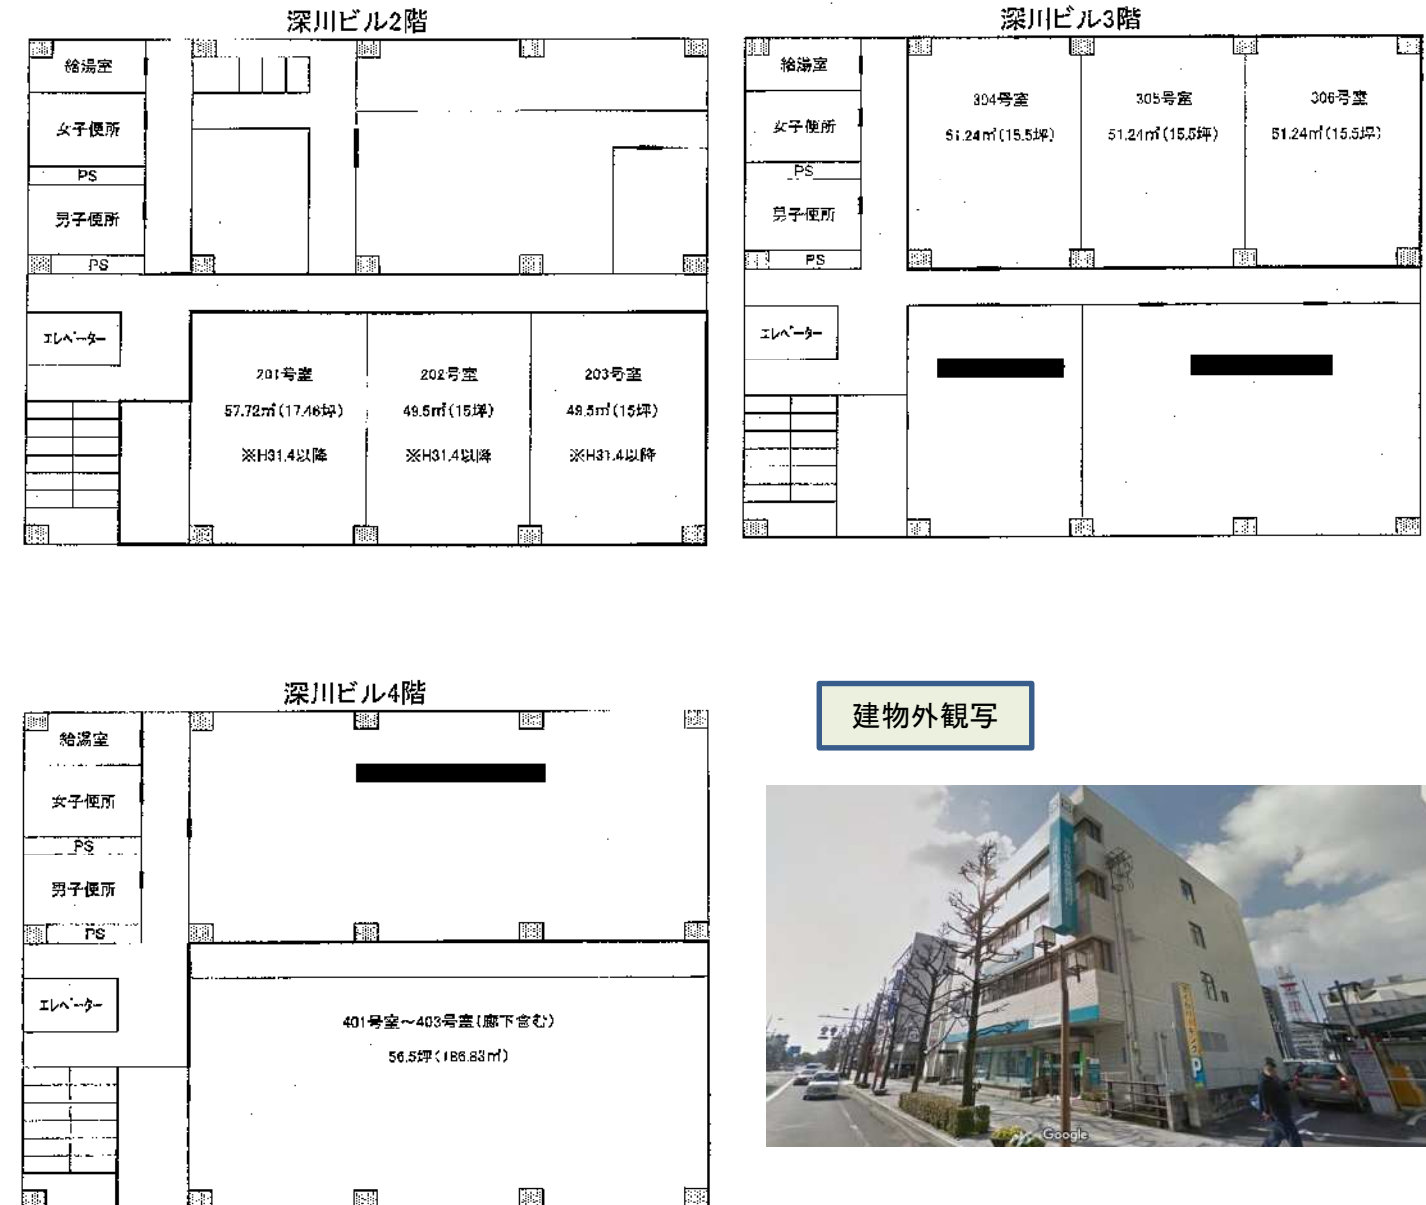 深川ビル2階
給湯室
女子便所
PS
男子便所
PS
エレベーター
201号室
57.72㎡(17.46坪)
※H31.4以降
202号室
49.5㎡(15坪)
※H31.4以降
203号室
49.5㎡(15坪)
※H31.4以降
深川ビル3階
給湯室
女子便所
PS
男子便所
PS
エレベーター
304号室
51.24㎡(15.5坪)
305号室
51.24㎡(15.5坪)
306号室
51.24㎡(15.5坪)
深川ビル4階
給湯室
女子便所
PS
男子便所
PS
エレベーター
401号室～403号室(廊下含む)
56.5坪(186.83㎡)
建物外観写
P
Google